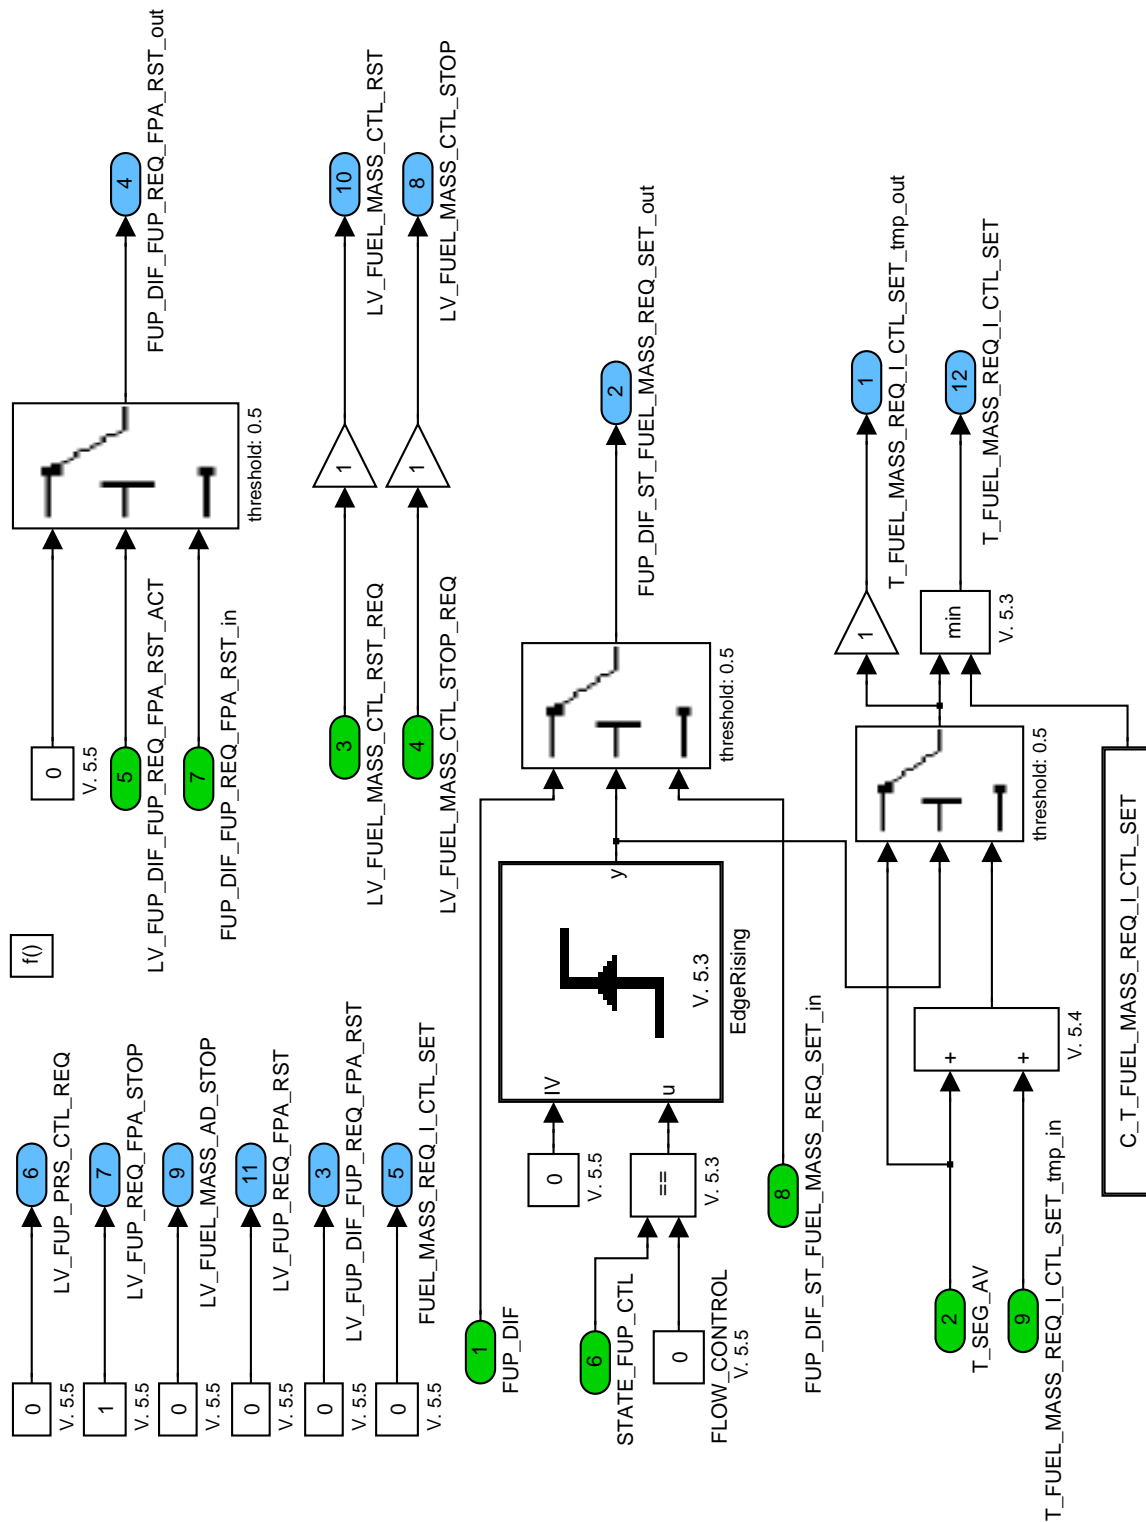 0
V. 5.5
6
LV_FUP_PRS_CTL_REQ
1
V. 5.5
7
LV_FUP_REQ_FPA_STOP
0
V. 5.5
9
LV_FUEL_MASS_AD_STOP
0
V. 5.5
11
LV_FUP_REQ_FPA_RST
0
V. 5.5
3
LV_FUP_DIF_FUP_REQ_FPA_RST
0
V. 5.5
5
FUEL_MASS_REQ_I_CTL_SET
f()
0
V. 5.5
5
LV_FUP_DIF_FUP_REQ_FPA_RST_ACT
7
FUP_DIF_FUP_REQ_FPA_RST_in
threshold: 0.5
4
FUP_DIF_FUP_REQ_FPA_RST_out
3
LV_FUEL_MASS_CTL_RST_REQ
1
10
LV_FUEL_MASS_CTL_RST
4
LV_FUEL_MASS_CTL_STOP_REQ
1
8
LV_FUEL_MASS_CTL_STOP
1
FUP_DIF
6
STATE_FUP_CTL
0
FLOW_CONTROL
V. 5.5
0
V. 5.5
==
V. 5.3
IV
u
y
V. 5.3
EdgeRising
8
FUP_DIF_ST_FUEL_MASS_REQ_SET_in
threshold: 0.5
2
FUP_DIF_ST_FUEL_MASS_REQ_SET_out
2
T_SEG_AV
9
T_FUEL_MASS_REQ_I_CTL_SET_tmp_in
+
+
V. 5.4
threshold: 0.5
1
1
T_FUEL_MASS_REQ_I_CTL_SET_tmp_out
min
V. 5.3
12
T_FUEL_MASS_REQ_I_CTL_SET
C_T_FUEL_MASS_REQ_I_CTL_SET